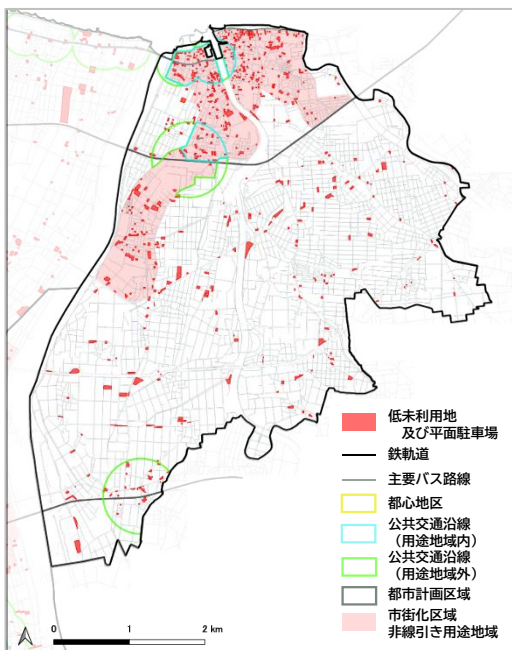 低未利用地
及び平面駐車場
鉄軌道
主要バス路線
都心地区
公共交通沿線
（用途地域内）
公共交通沿線
（用途地域外）
都市計画区域
市街化区域
非線引き用途地域
0 1 2 km